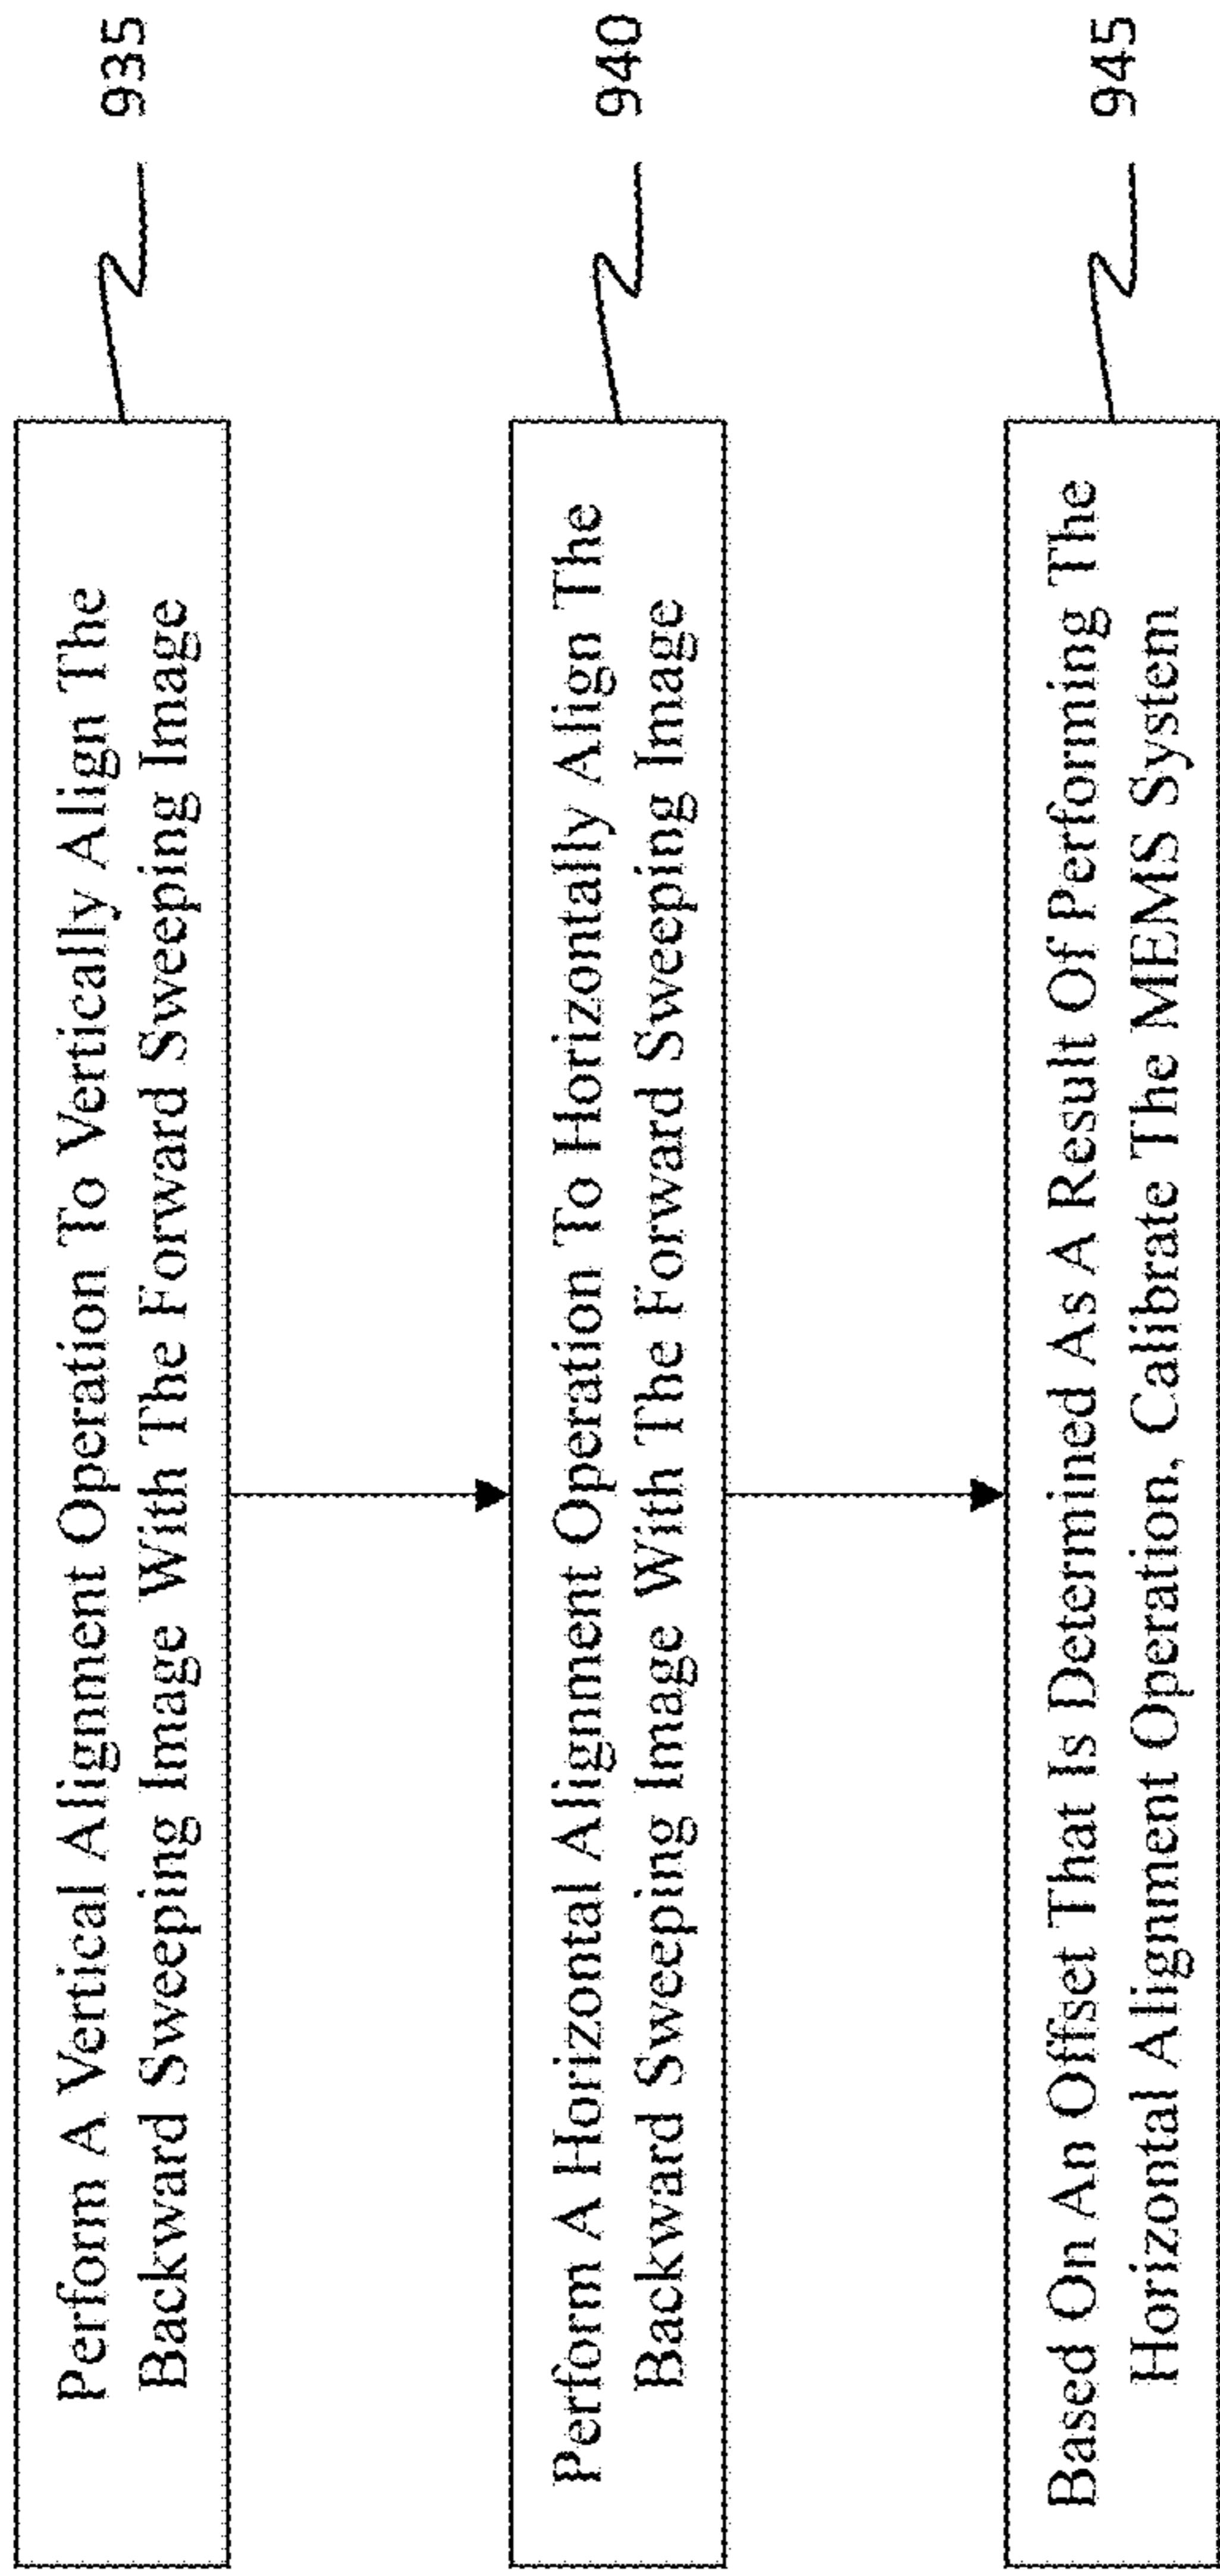 Perform A Vertical Alignment Operation To Vertically Align The
Backward Sweeping Image With The Forward Sweeping Image
935
Perform A Horizontal Alignment Operation To Horizontally Align The
Backward Sweeping Image With The Forward Sweeping Image
940
Based On An Offset That Is Determined As A Result Of Performing The
Horizontal Alignment Operation, Calibrate The MEMS System
945